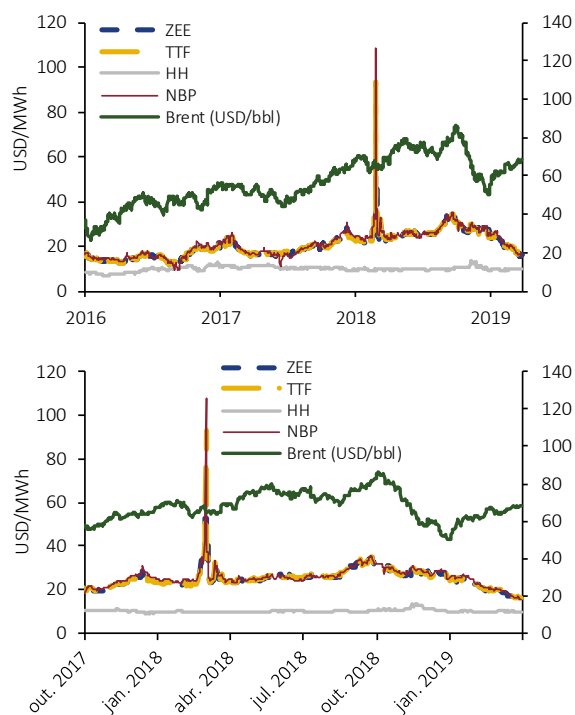 120
140
ZEE
TTF
HH
NBP
Brent (USD/bbl)
100
120
80
100
60
80
40
60
20
40
0
20
0
USD/MWh
2016
2017
2018
2019
120
140
ZEE
TTF
HH
NBP
Brent (USD/bbl)
100
120
80
100
60
80
40
60
20
40
0
20
0
USD/MWh
out. 2017
jan. 2018
abr. 2018
jul. 2018
out. 2018
jan. 2019